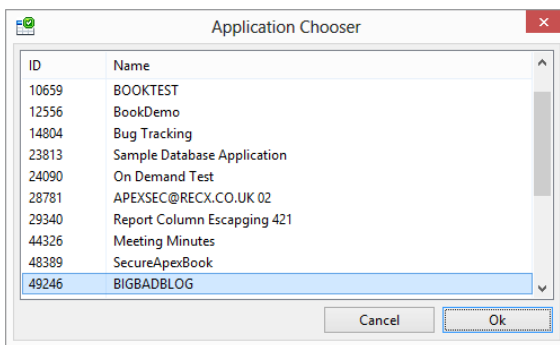 Application Chooser
ID Name
10659 BOOKTEST
12556 BookDemo
14804 Bug Tracking
23813 Sample Database Application
24090 On Demand Test
28781 APEXSEC@RECX.CO.UK 02
29340 Report Column Escapging 421
44326 Meeting Minutes
48389 SecureApexBook
49246 BIGBADBLOG
Cancel Ok